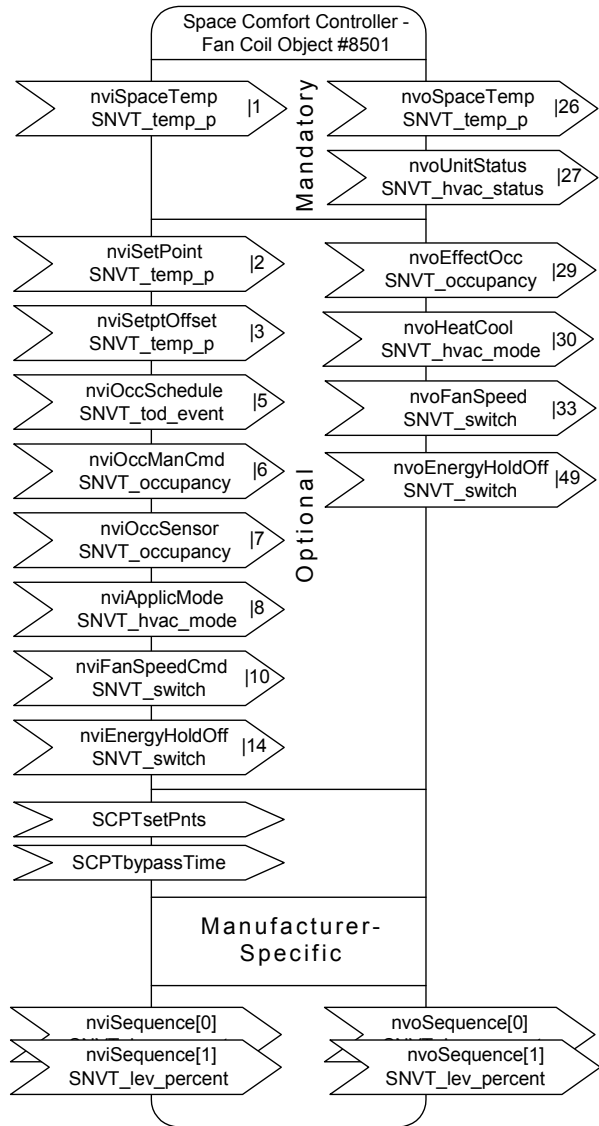 Space Comfort Controller -
Fan Coil Object #8501
Mandatory
nviSpaceTemp |1
SNVT_temp_p
nvoSpaceTemp |26
SNVT_temp_p
nvoUnitStatus |27
SNVT_hvac_status
Optional
nviSetPoint |2
SNVT_temp_p
nviSetptOffset |3
SNVT_temp_p
nviOccSchedule |5
SNVT_tod_event
nviOccManCmd |6
SNVT_occupancy
nviOccSensor |7
SNVT_occupancy
nviApplicMode |8
SNVT_hvac_mode
nviFanSpeedCmd |10
SNVT_switch
nviEnergyHoldOff |14
SNVT_switch
nvoEffectOcc |29
SNVT_occupancy
nvoHeatCool |30
SNVT_hvac_mode
nvoFanSpeed |33
SNVT_switch
nvoEnergyHoldOff |49
SNVT_switch
SCPTsetPnts
SCPTbypassTime
Manufacturer-
Specific
nviSequence[0]
nviSequence[1]
SNVT_lev_percent
nvoSequence[0]
nvoSequence[1]
SNVT_lev_percent